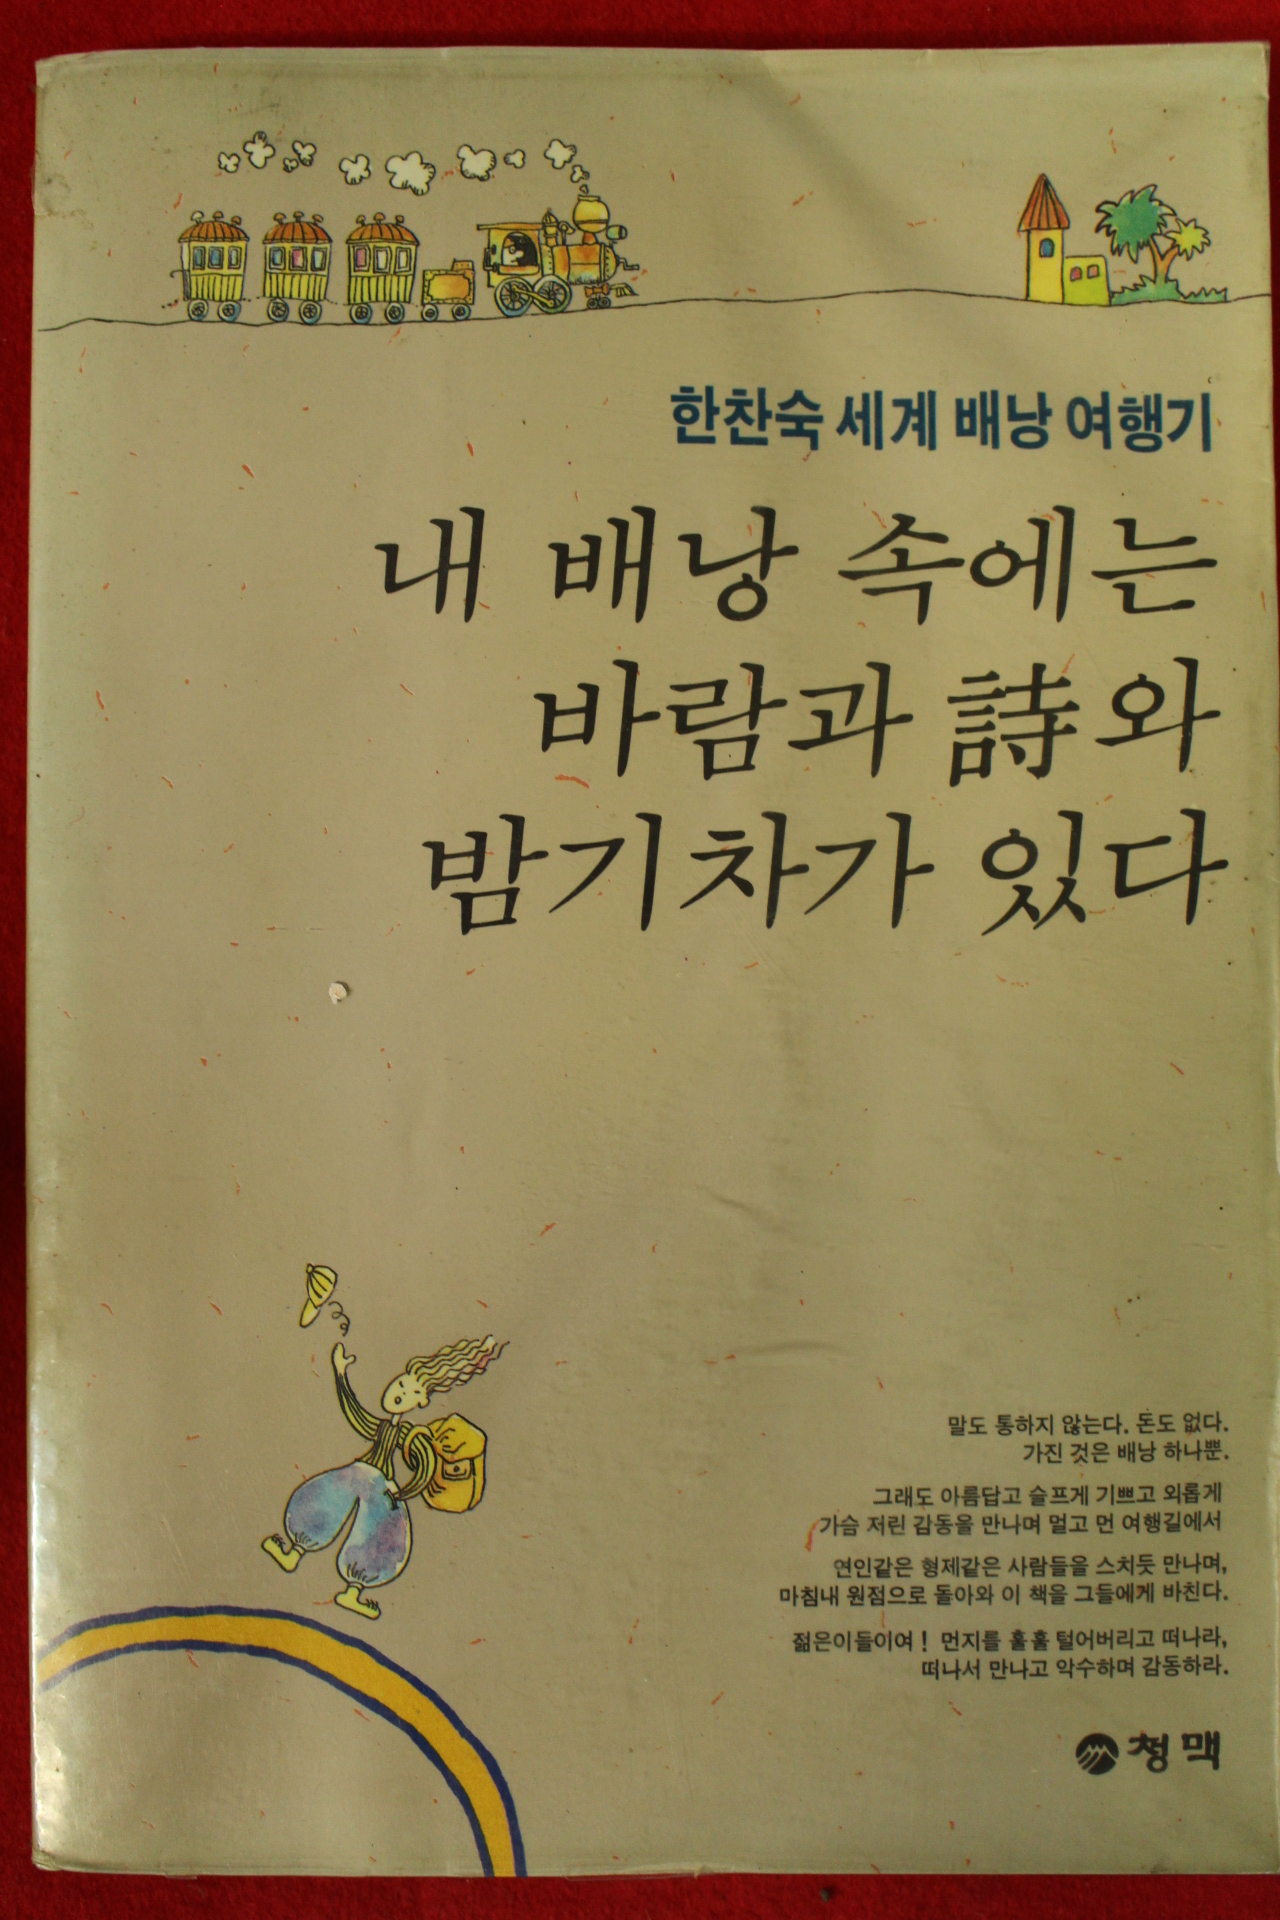 한찬숙 세계 배낭 여행기
내 배낭 속에는
바람과 詩와
밤기차가 있다
말도 통하지 않는다. 돈도 없다.
가진 것은 배낭 하나뿐.
그래도 아름답고 슬프게 기쁘고 외롭게
가슴 저린 감동을 만나며 멀고 먼 여행길에서
연인같은 형제같은 사람들을 스치듯 만나며,
마침내 원점으로 돌아와 이 책을 그들에게 바친다.
젊은이들이여! 먼지를 훌훌 털어버리고 떠나라,
떠나서 만나고 악수하며 감동하라.
청맥